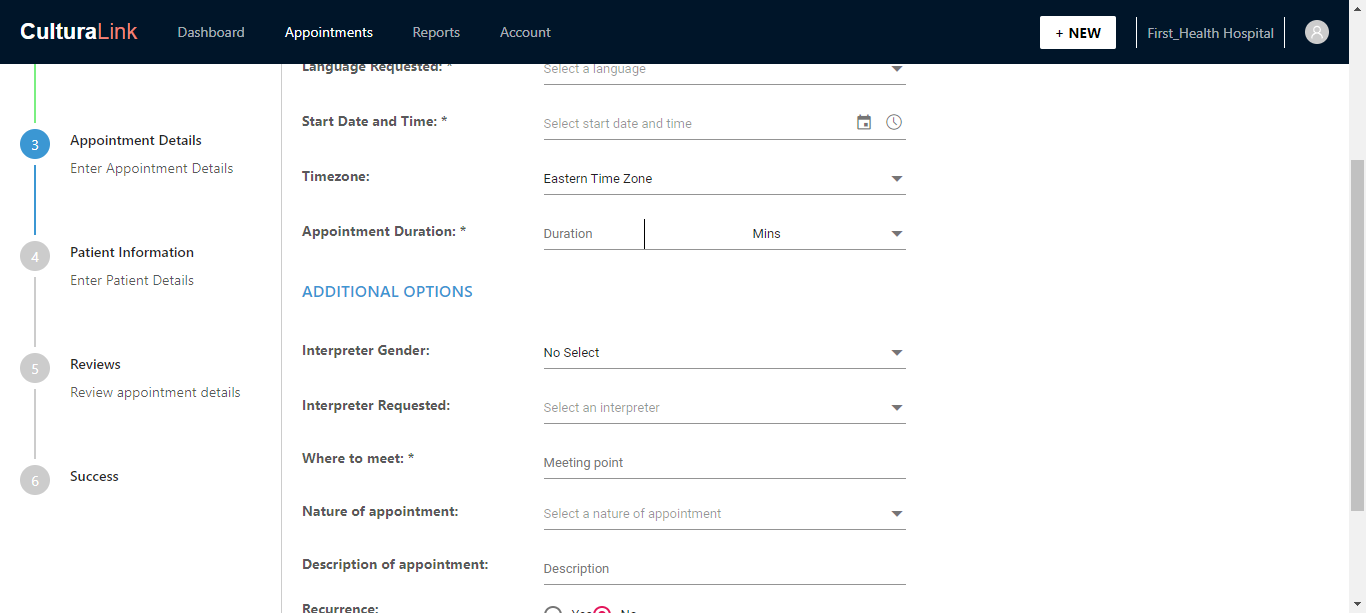 CulturaLink Dashboard Appointments Reports Account + NEW First_Health Hospital
Language Requested: * Select a language
3 Appointment Details
Enter Appointment Details
4 Patient Information
Enter Patient Details
5 Reviews
Review appointment details
6 Success
Start Date and Time: * Select start date and time
Timezone: Eastern Time Zone
Appointment Duration: * Duration Mins
ADDITIONAL OPTIONS
Interpreter Gender: No Select
Interpreter Requested: Select an interpreter
Where to meet: * Meeting point
Nature of appointment: Select a nature of appointment
Description of appointment: Description
Recurrence: Yes No